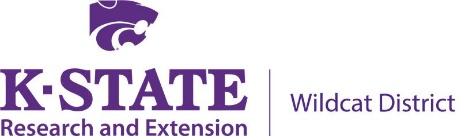 K-STATE
Research and Extension
Wildcat District